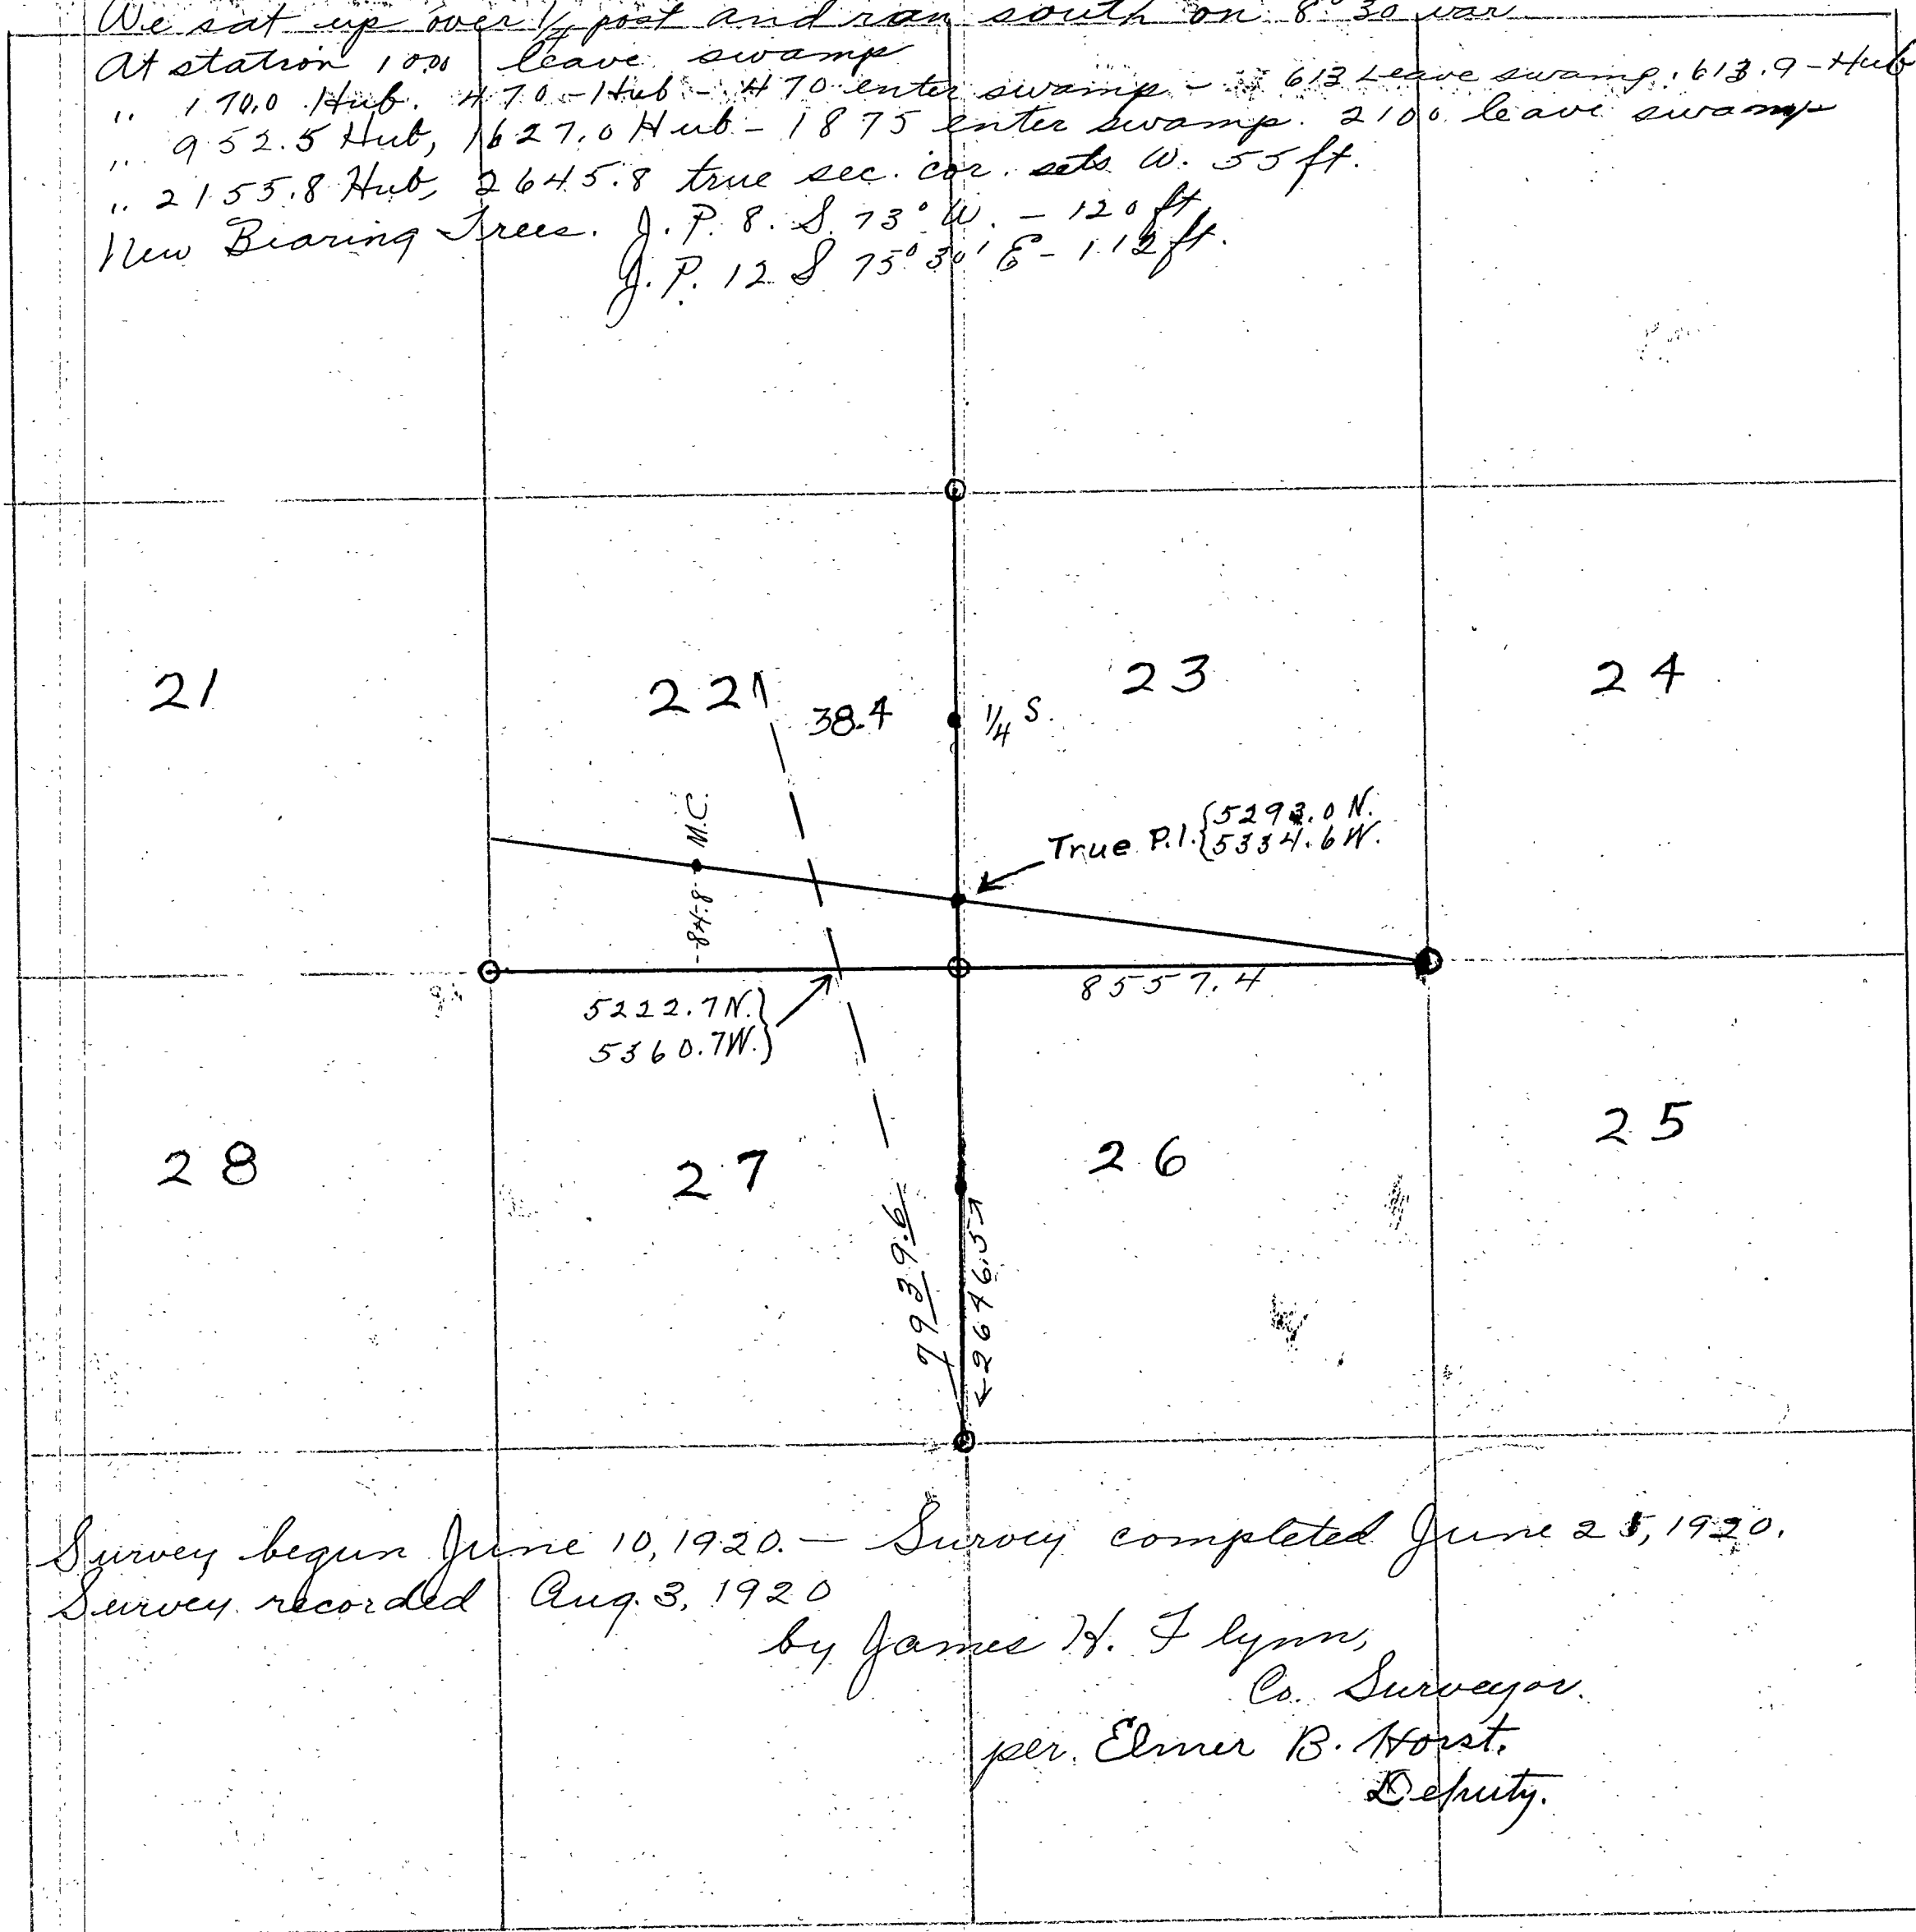 We sat up over 1/4 post and ran south on 8° 30' var
At station 100.0 leave swamp
" 170.0 Hub. 470 - Hub - 470 enter swamp - 613 Leave swamp. 613.9 - Hub
" 952.5 Hub, 1627.0 Hub - 1875 enter swamp. 2100 leave swamp
" 2155.8 Hub, 2645.8 true sec. cor. sets W. 55 ft.
New Bearing Trees. J. P. 8. S. 73° W. - 120 ft.
J. P. 12 S 75° 30' E - 112 ft.
21
22
38.4
1/4 S.
23
24
M.C.
84.8
True P.I. {5293.0 N.
5334.6 W.
8557.4
5222.7 N.}
5360.7 W.}
28
27
26
25
7939.6
2646.5
Survey begun June 10, 1920. — Survey completed June 25, 1920.
Survey recorded Aug. 3, 1920
by James H. Flynn,
Co. Surveyor.
per. Elmer B. Horst.
Deputy.